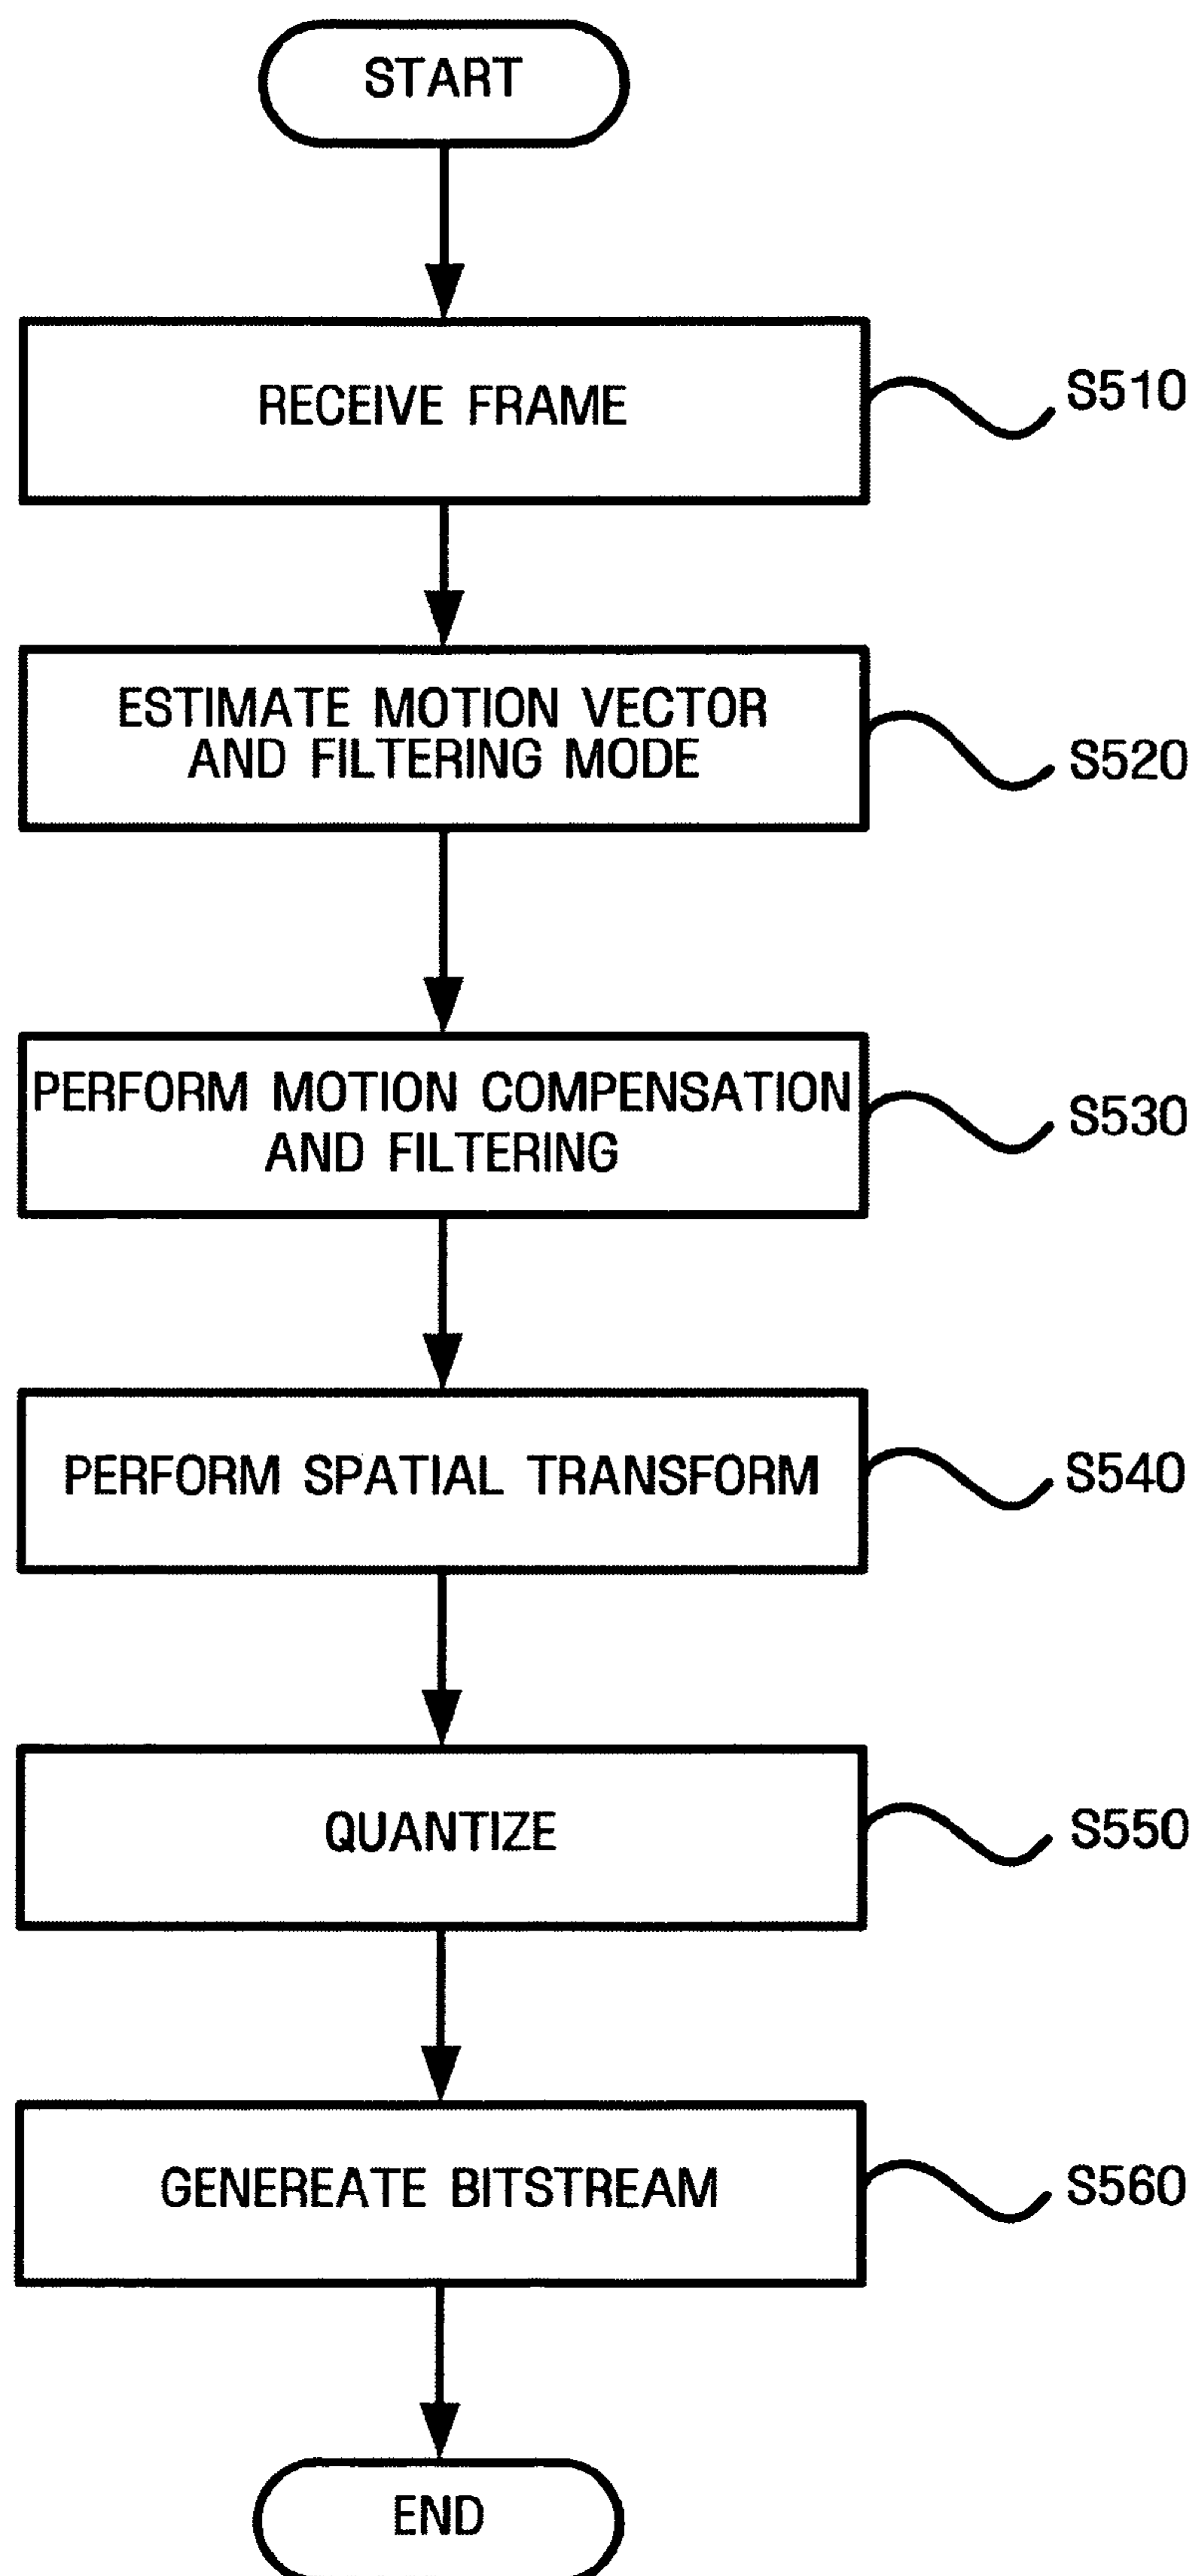 START
RECEIVE FRAME
S510
ESTIMATE MOTION VECTOR
AND FILTERING MODE
S520
PERFORM MOTION COMPENSATION
AND FILTERING
S530
PERFORM SPATIAL TRANSFORM
S540
QUANTIZE
S550
GENEREATE BITSTREAM
S560
END